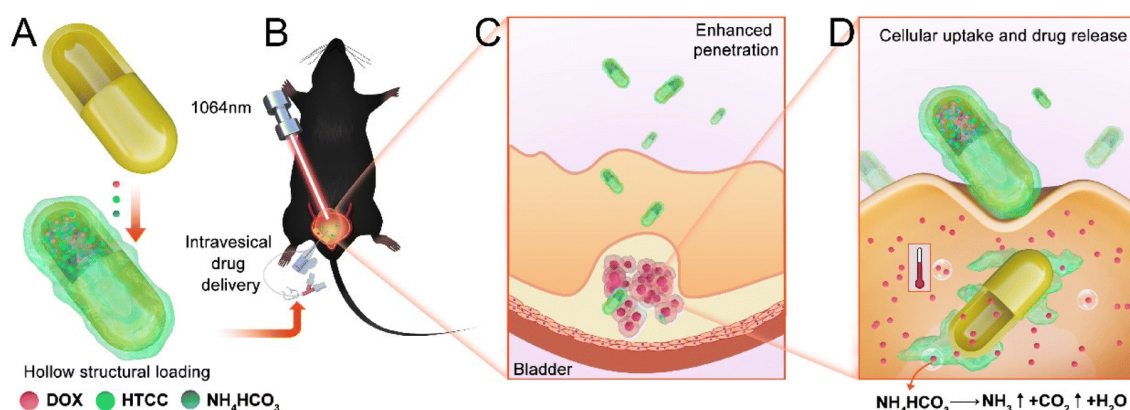 A
B
C
D
1064nm
Intravesical
drug
delivery
Hollow structural loading
DOX HTCC NH₄HCO₃
Enhanced
penetration
Bladder
Cellular uptake and drug release
NH₄HCO₃ → NH₃ ↑ +CO₂ ↑ +H₂O